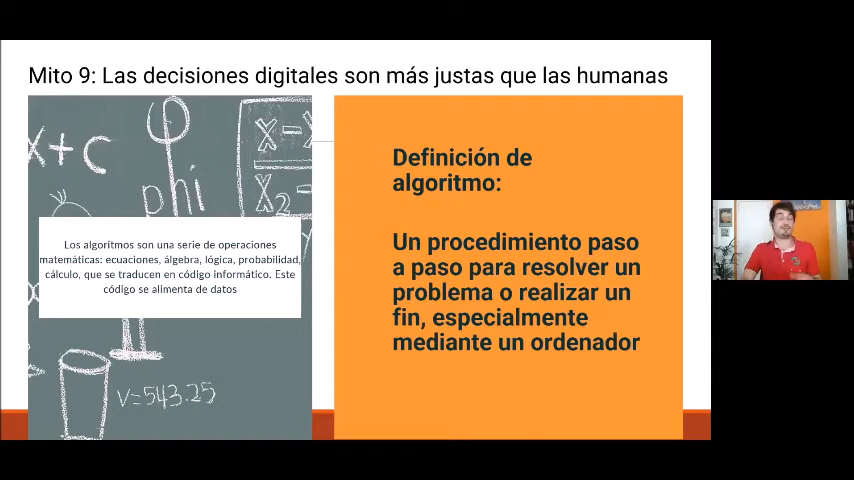 Mito 9: Las decisiones digitales son más justas que las humanas
X+C
φ
phi
X-X
X2-
Los algoritmos son una serie de operaciones
matemáticas: ecuaciones, álgebra, lógica, probabilidad,
cálculo, que se traducen en código informático. Este
código se alimenta de datos
V=543.25
Definición de
algoritmo:
Un procedimiento paso
a paso para resolver un
problema o realizar un
fin, especialmente
mediante un ordenador